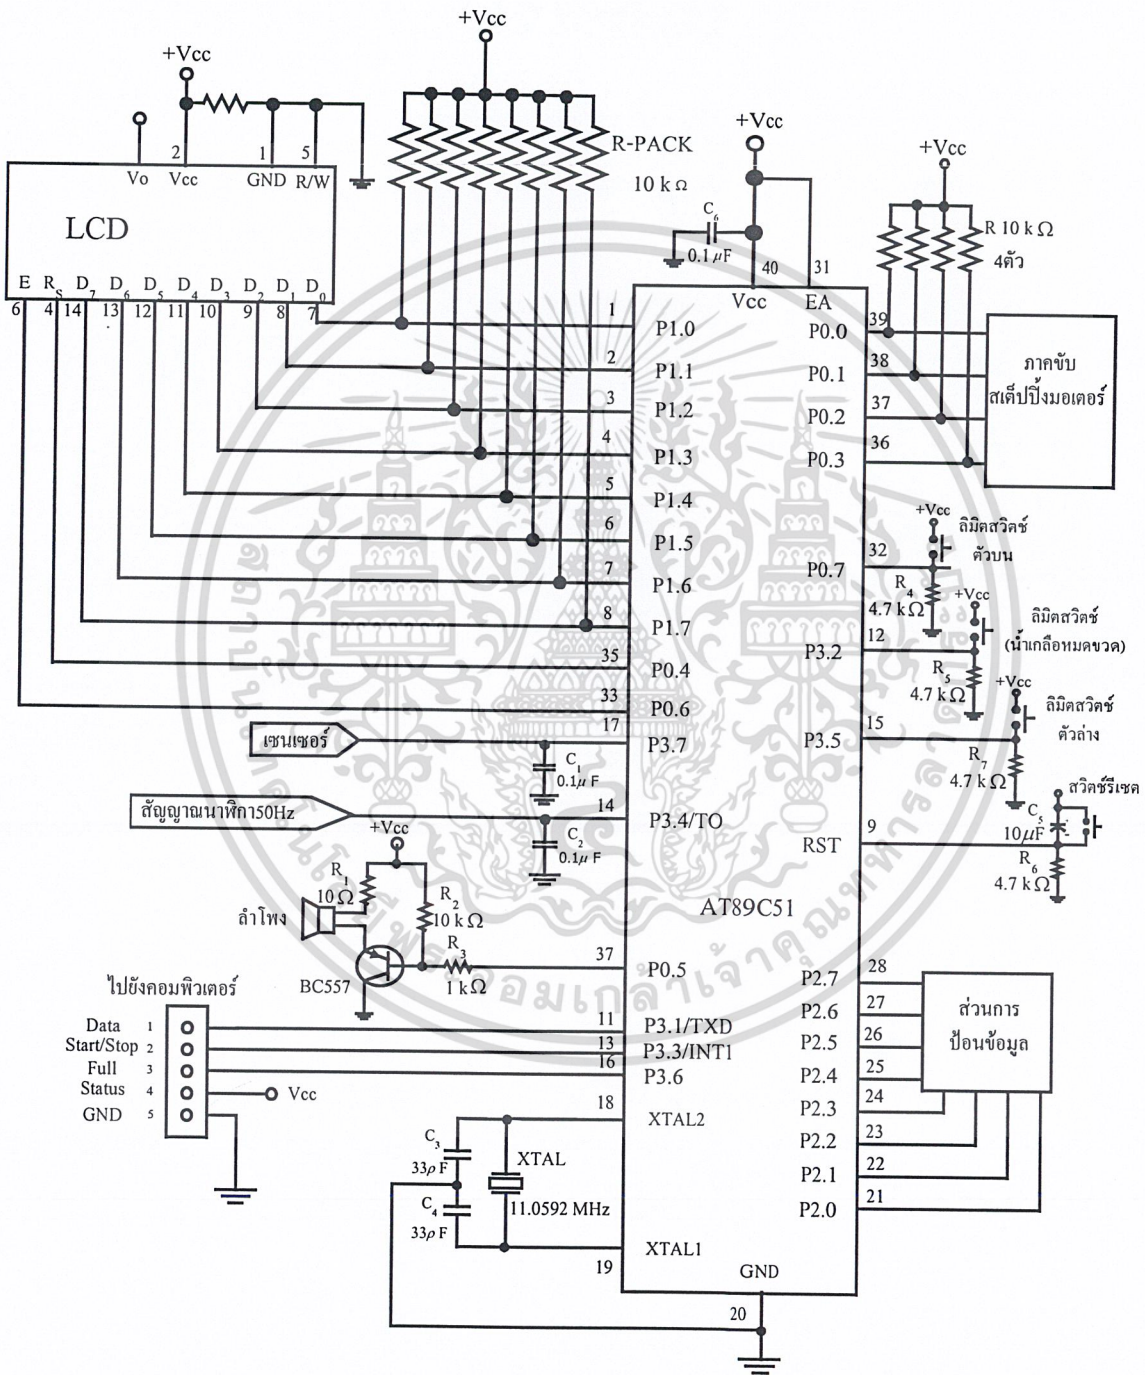 +Vcc
+Vcc
Vo
2
Vcc
1
GND
5
R/W
LCD
E
6
RS
4
D7
14
D6
13
D5
12
D4
11
D3
10
D2
9
D1
8
D0
7
R-PACK
10 k Ω
+Vcc
C6
0.1 μF
40
Vcc
31
EA
+Vcc
R 10 k Ω
4ตัว
1
P1.0
2
P1.1
3
P1.2
4
P1.3
5
P1.4
6
P1.5
7
P1.6
8
P1.7
35
P0.4
33
P0.6
17
P3.7
เซนเซอร์
C1
0.1μ F
สัญญาณนาฬิกา50Hz
14
P3.4/TO
C2
0.1μ F
+Vcc
R1
10 Ω
R2
10 k Ω
ลำโพง
BC557
R3
1 kΩ
37
P0.5
ไปยังคอมพิวเตอร์
Data 1
Start/Stop 2
Full 3
Status 4
GND 5
Vcc
11
P3.1/TXD
13
P3.3/INT1
16
P3.6
18
XTAL2
C3
33ρ F
C4
33ρ F
XTAL
11.0592 MHz
19
XTAL1
GND
20
AT89C51
39
P0.0
38
P0.1
37
P0.2
36
P0.3
ภาคขับ
สเต็ปปิ้งมอเตอร์
32
P0.7
+Vcc
ลิมิตสวิตช์
ตัวบน
R4
4.7 k Ω
12
P3.2
+Vcc
ลิมิตสวิตช์
(น้ำเกลือหมดขวด)
R5
4.7 k Ω
15
P3.5
+Vcc
ลิมิตสวิตช์
ตัวล่าง
R7
4.7 k Ω
9
RST
สวิตช์รีเซต
C5
10μF
R6
4.7 k Ω
28
P2.7
27
P2.6
26
P2.5
25
P2.4
24
P2.3
23
P2.2
22
P2.1
21
P2.0
ส่วนการ
ป้อนข้อมูล